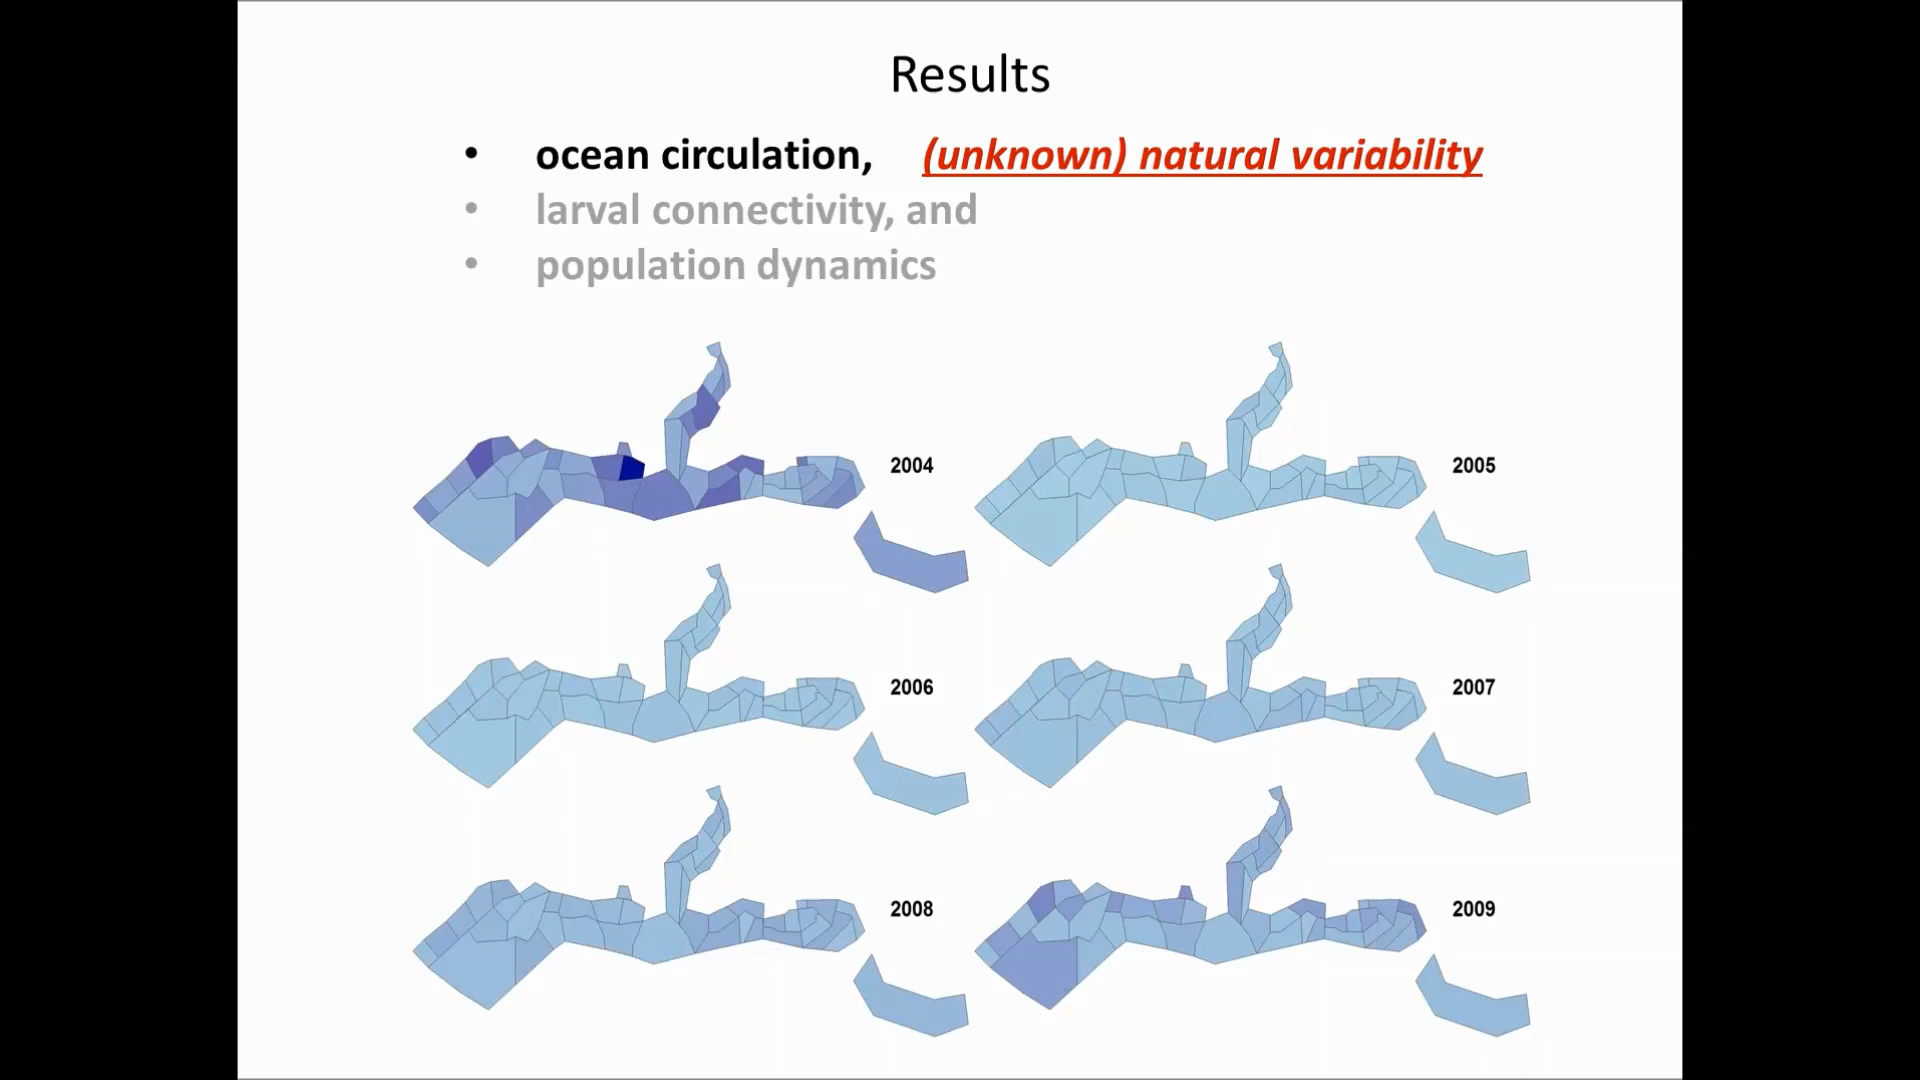 Results
• ocean circulation, (unknown) natural variability
• larval connectivity, and
• population dynamics
2004
2005
2006
2007
2008
2009